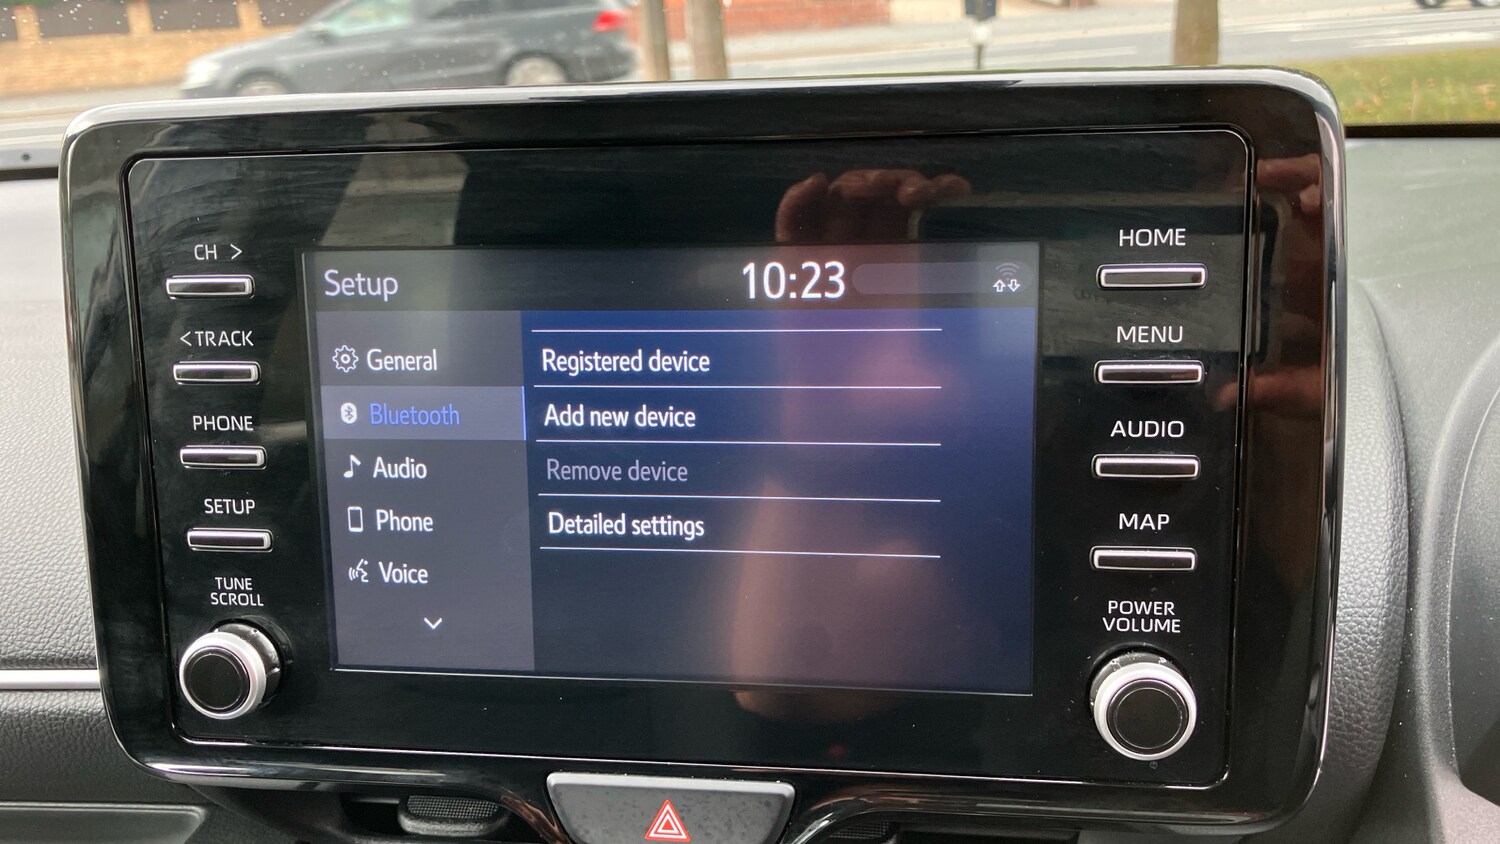 CH >
< TRACK
PHONE
SETUP
TUNE
SCROLL
Setup
10:23
General
Bluetooth
Audio
Phone
Voice
Registered device
Add new device
Remove device
Detailed settings
HOME
MENU
AUDIO
MAP
POWER
VOLUME